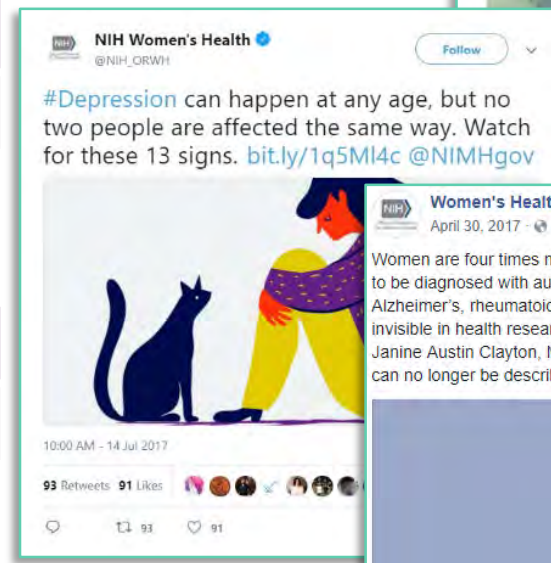 NIH Women's Health
@NIH_ORWH
Follow
#Depression can happen at any age, but no
two people are affected the same way. Watch
for these 13 signs. bit.ly/1q5Ml4c @NIMHgov
10:00 AM - 14 Jul 2017
93 Retweets 91 Likes
93 91
NIH
Women's Healt
April 30, 2017 ·
Women are four times m
to be diagnosed with au
Alzheimer's, rheumatoid
invisible in health resear
Janine Austin Clayton, M
can no longer be describ